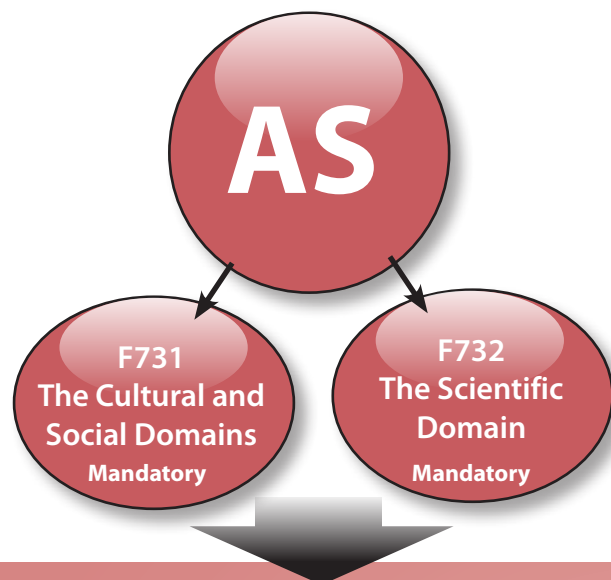 AS
F731
The Cultural and
Social Domains
Mandatory
F732
The Scientific
Domain
Mandatory